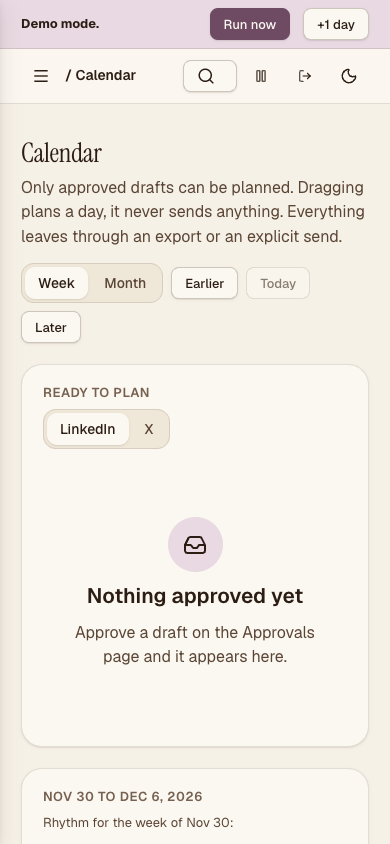 Demo mode.
Run now
+1 day
/ Calendar
Calendar
Only approved drafts can be planned. Dragging
plans a day, it never sends anything. Everything
leaves through an export or an explicit send.
Week
Month
Earlier
Today
Later
READY TO PLAN
LinkedIn
X
Nothing approved yet
Approve a draft on the Approvals
page and it appears here.
NOV 30 TO DEC 6, 2026
Rhythm for the week of Nov 30: